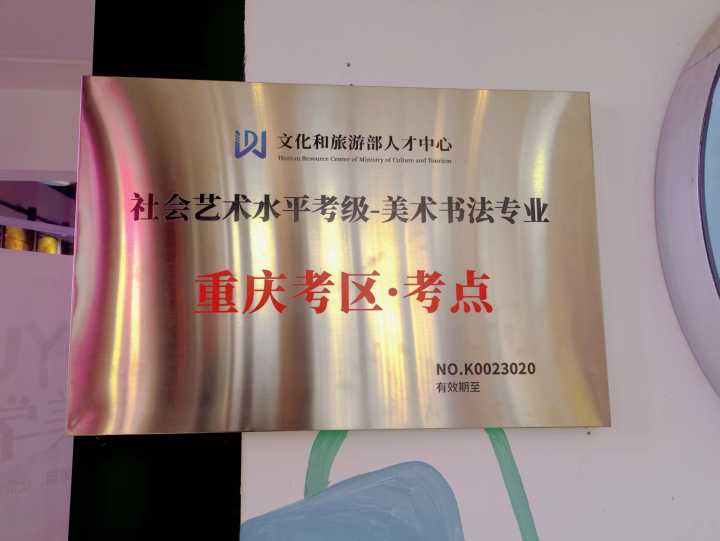 文化和旅游部人才中心
Human Resource Center of Ministry of Culture and Tourism
社会艺术水平考级-美术书法专业
重庆考区·考点
NO.K0023020
有效期至